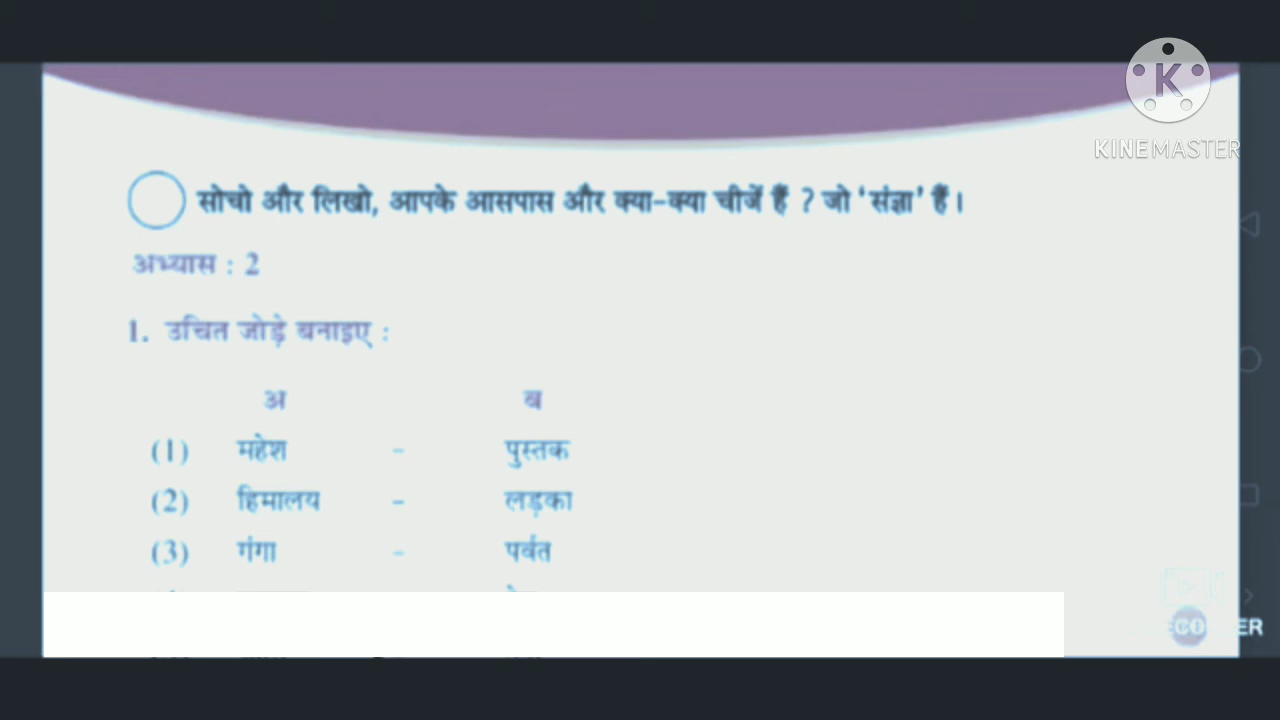 KINEMASTER
सोचो और लिखो, आपके आसपास और क्या-क्या चीजें हैं ? जो ‘संज्ञा’ हैं।
अभ्यास : 2
1. उचित जोड़े बनाइए :
अ ब
(1) महेश - पुस्तक
(2) हिमालय - लड़का
(3) गंगा - पर्वत